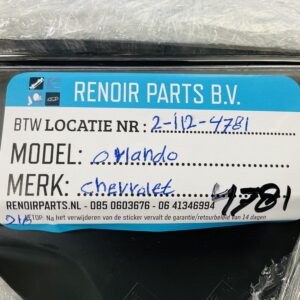 RENOIR PARTS B.V.
BTW LOCATIE NR : 2-112-4781
MODEL: orlando
MERK: chevrolet
4781
RENOIRPARTS.NL - 085 0603676 - 06 41346994
STOP: Na het verwijderen van de sticker vervalt de garantie/retourbeleid van 14 dagen